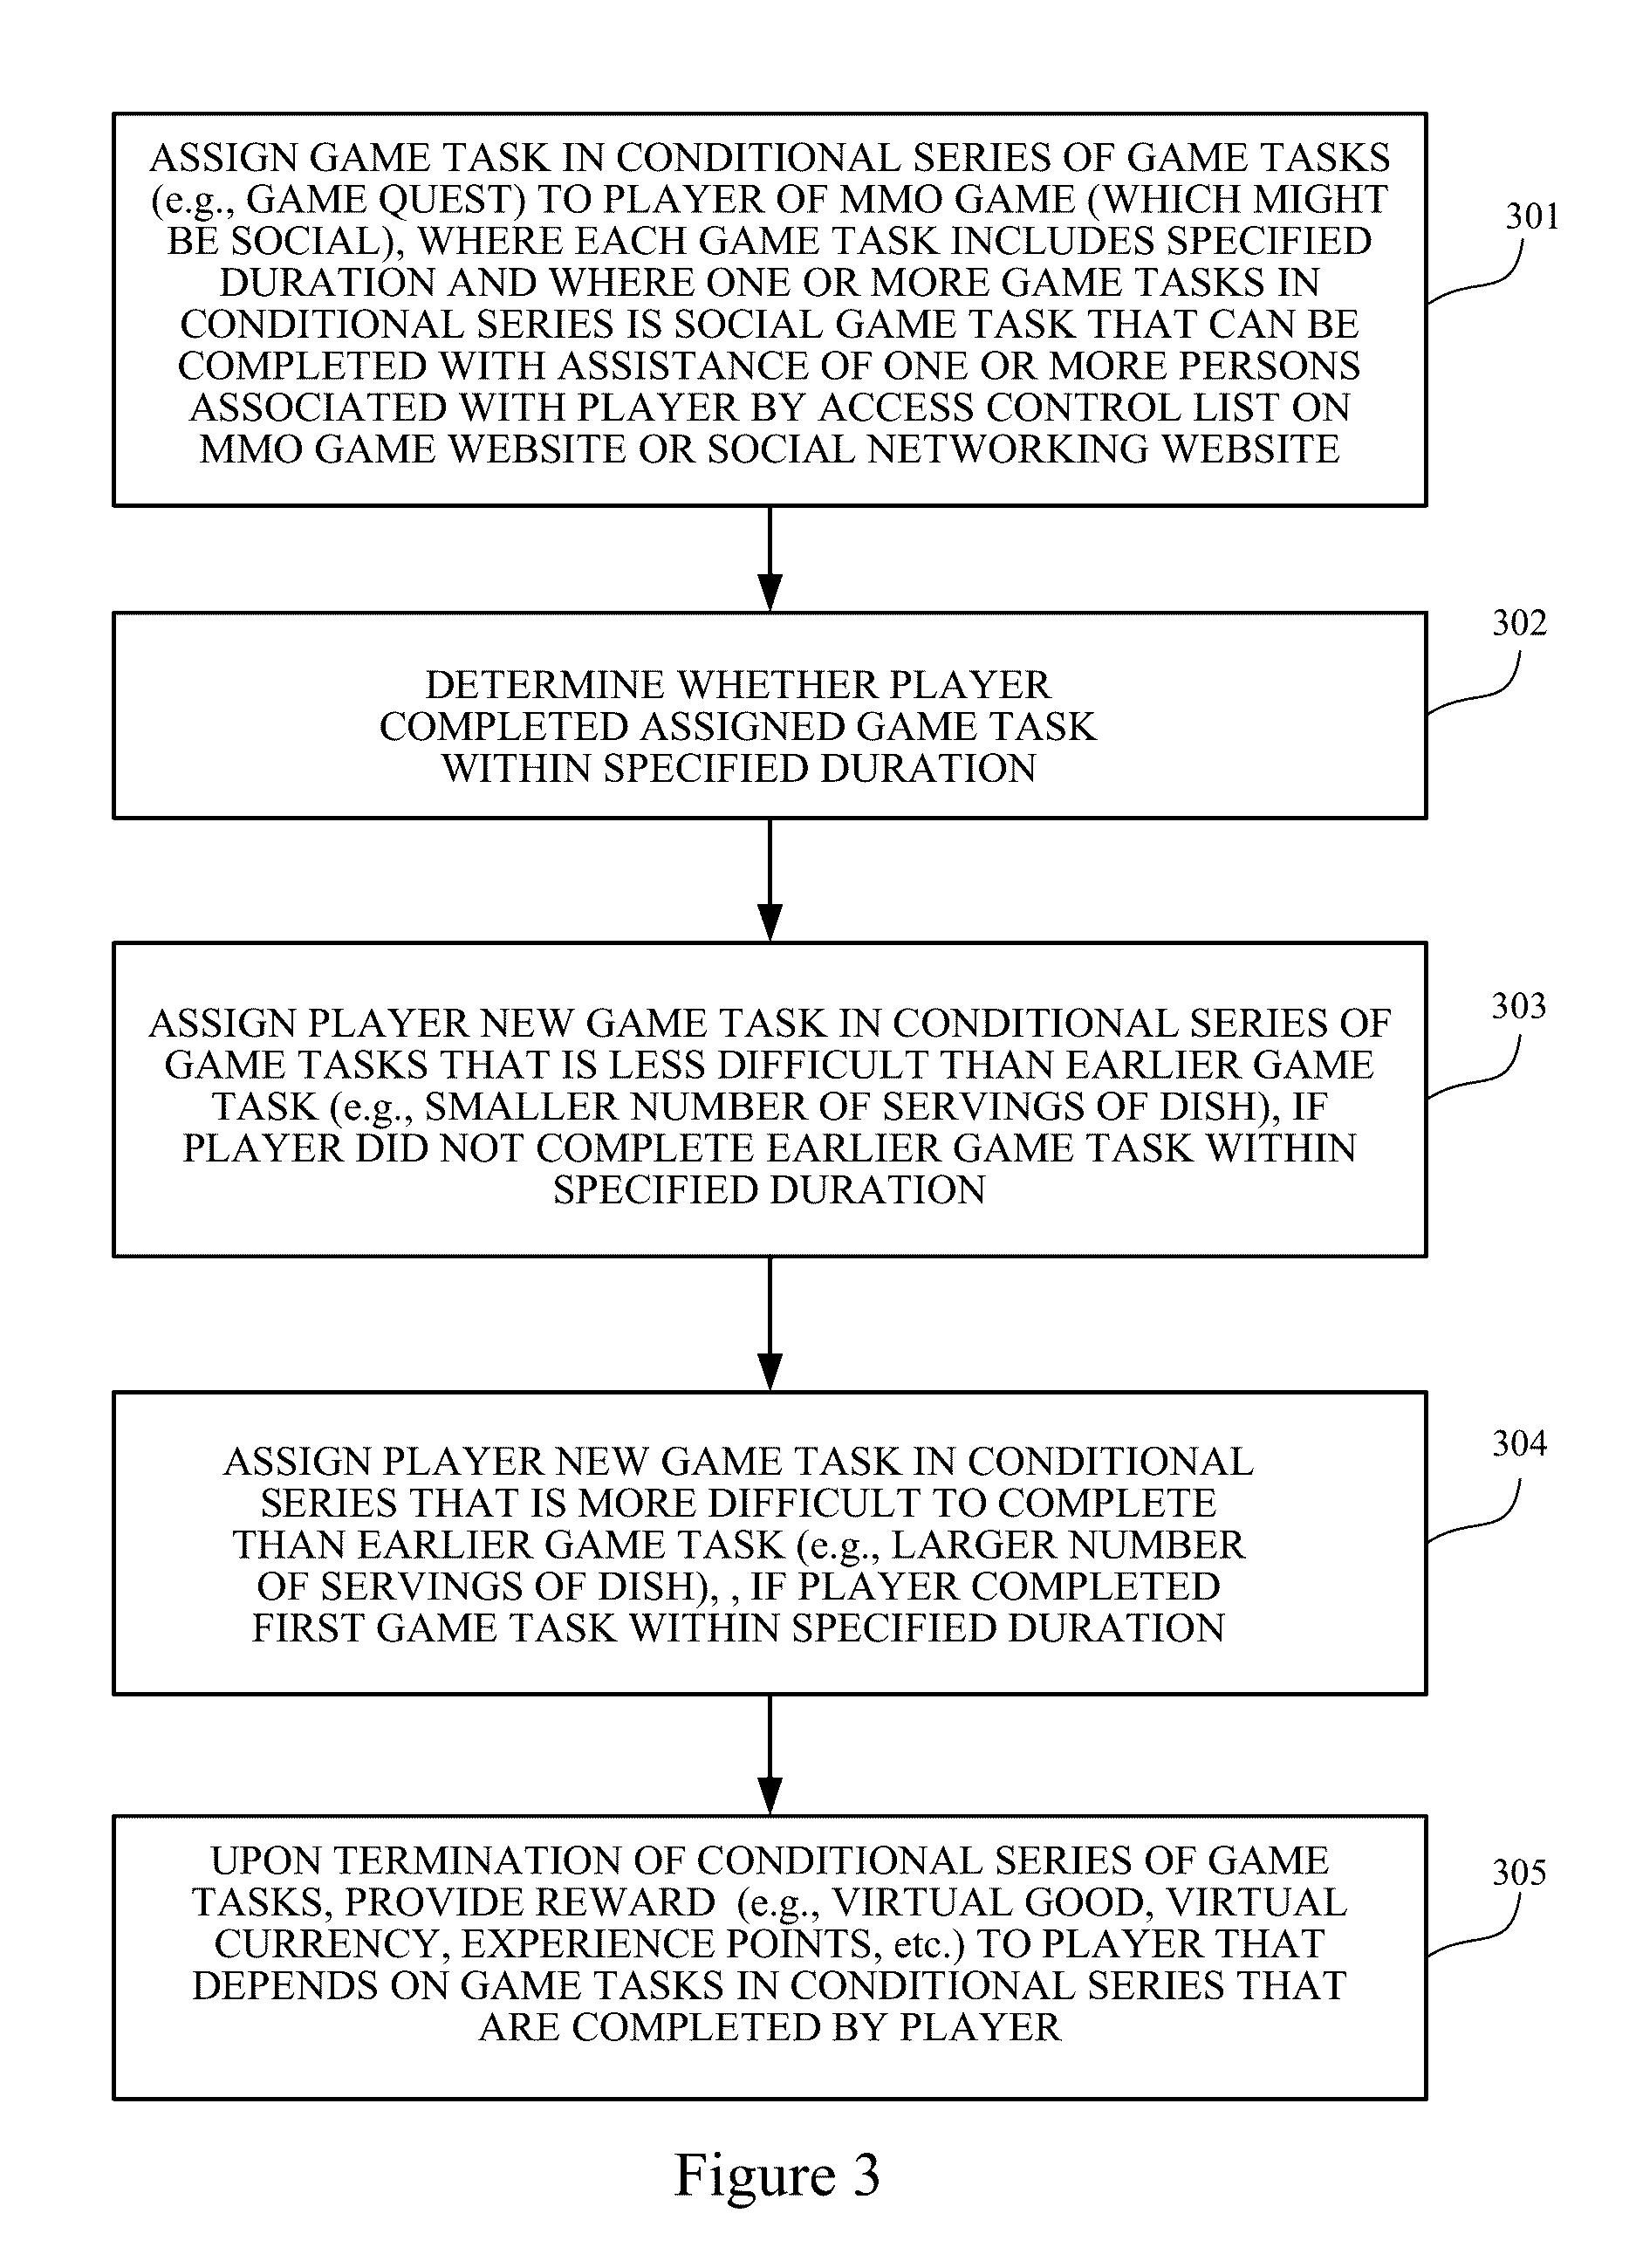 ASSIGN GAME TASK IN CONDITIONAL SERIES OF GAME TASKS
(e.g., GAME QUEST) TO PLAYER OF MMO GAME (WHICH MIGHT
BE SOCIAL), WHERE EACH GAME TASK INCLUDES SPECIFIED
DURATION AND WHERE ONE OR MORE GAME TASKS IN
CONDITIONAL SERIES IS SOCIAL GAME TASK THAT CAN BE
COMPLETED WITH ASSISTANCE OF ONE OR MORE PERSONS
ASSOCIATED WITH PLAYER BY ACCESS CONTROL LIST ON
MMO GAME WEBSITE OR SOCIAL NETWORKING WEBSITE
301
DETERMINE WHETHER PLAYER
COMPLETED ASSIGNED GAME TASK
WITHIN SPECIFIED DURATION
302
ASSIGN PLAYER NEW GAME TASK IN CONDITIONAL SERIES OF
GAME TASKS THAT IS LESS DIFFICULT THAN EARLIER GAME
TASK (e.g., SMALLER NUMBER OF SERVINGS OF DISH), IF
PLAYER DID NOT COMPLETE EARLIER GAME TASK WITHIN
SPECIFIED DURATION
303
ASSIGN PLAYER NEW GAME TASK IN CONDITIONAL
SERIES THAT IS MORE DIFFICULT TO COMPLETE
THAN EARLIER GAME TASK (e.g., LARGER NUMBER
OF SERVINGS OF DISH), , IF PLAYER COMPLETED
FIRST GAME TASK WITHIN SPECIFIED DURATION
304
UPON TERMINATION OF CONDITIONAL SERIES OF GAME
TASKS, PROVIDE REWARD (e.g., VIRTUAL GOOD, VIRTUAL
CURRENCY, EXPERIENCE POINTS, etc.) TO PLAYER THAT
DEPENDS ON GAME TASKS IN CONDITIONAL SERIES THAT
ARE COMPLETED BY PLAYER
305
Figure 3